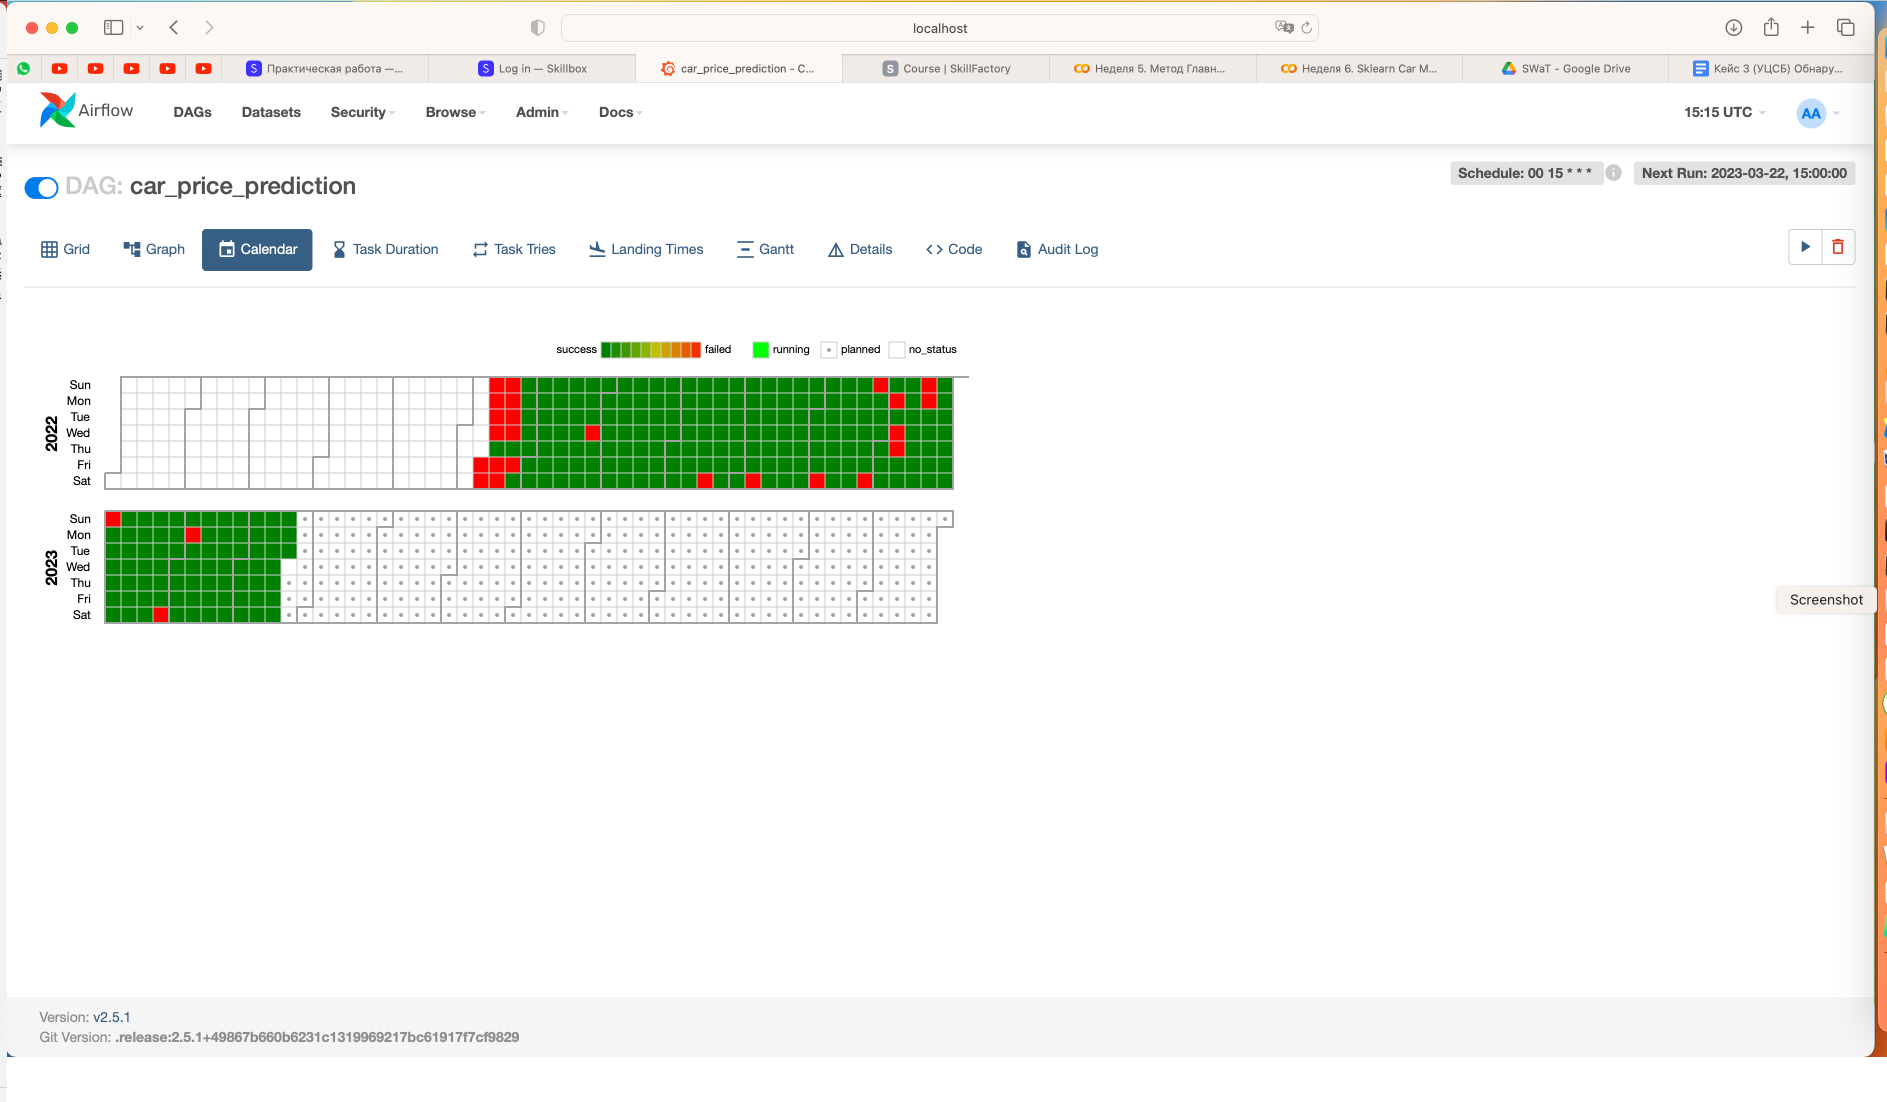 localhost
Практическая работа —...
Log in — Skillbox
car_price_prediction - C...
Course | SkillFactory
Неделя 5. Метод Главн...
Неделя 6. Sklearn Car M...
SWaT - Google Drive
Кейс 3 (УЦСБ) Обнару...
Airflow
DAGs
Datasets
Security
Browse
Admin
Docs
15:15 UTC
AA
DAG: car_price_prediction
Schedule: 00 15 * * *
Next Run: 2023-03-22, 15:00:00
Grid
Graph
Calendar
Task Duration
Task Tries
Landing Times
Gantt
Details
Code
Audit Log
success
failed
running
planned
no_status
2022
Sun
Mon
Tue
Wed
Thu
Fri
Sat
2023
Sun
Mon
Tue
Wed
Thu
Fri
Sat
Screenshot
Version: v2.5.1
Git Version: .release:2.5.1+49867b660b6231c1319969217bc61917f7cf9829